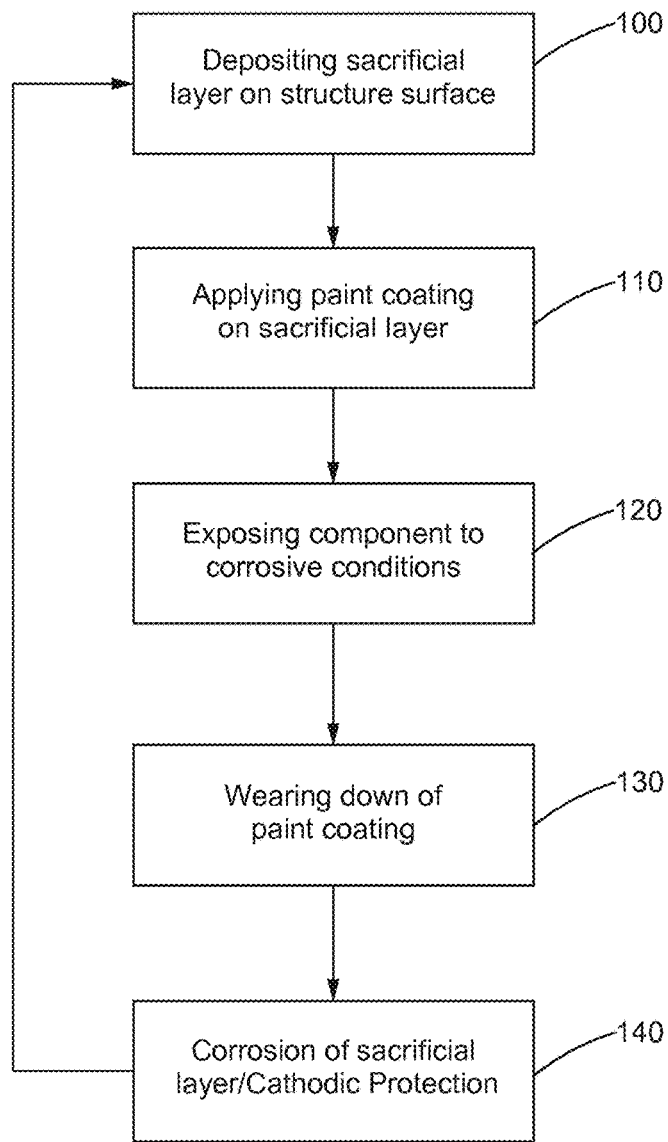 100
Depositing sacrificial
layer on structure surface
110
Applying paint coating
on sacrificial layer
120
Exposing component to
corrosive conditions
130
Wearing down of
paint coating
140
Corrosion of sacrificial
layer/Cathodic Protection